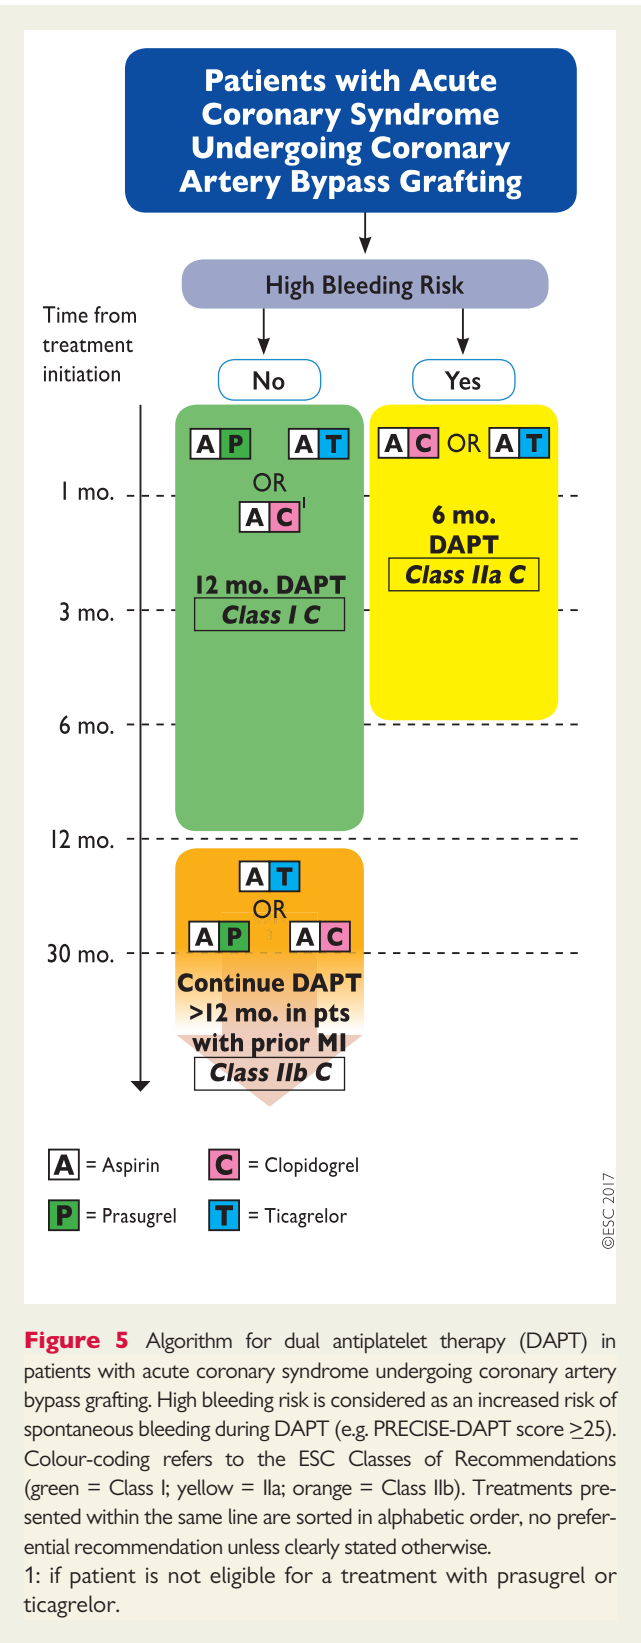 Patients with Acute
Coronary Syndrome
Undergoing Coronary
Artery Bypass Grafting
High Bleeding Risk
Time from
treatment
initiation
No
Yes
A P A T
A C OR A T
OR
A C 1
1 mo.
6 mo.
DAPT
Class IIa C
12 mo. DAPT
Class I C
3 mo.
6 mo.
12 mo.
A T
OR
A P A C
30 mo.
Continue DAPT
>12 mo. in pts
with prior MI
Class IIb C
A = Aspirin
C = Clopidogrel
P = Prasugrel
T = Ticagrelor
©ESC 2017
Figure 5 Algorithm for dual antiplatelet therapy (DAPT) in
patients with acute coronary syndrome undergoing coronary artery
bypass grafting. High bleeding risk is considered as an increased risk of
spontaneous bleeding during DAPT (e.g. PRECISE-DAPT score ≥25).
Colour-coding refers to the ESC Classes of Recommendations
(green = Class I; yellow = IIa; orange = Class IIb). Treatments pre-
sented within the same line are sorted in alphabetic order, no prefer-
ential recommendation unless clearly stated otherwise.
1: if patient is not eligible for a treatment with prasugrel or
ticagrelor.